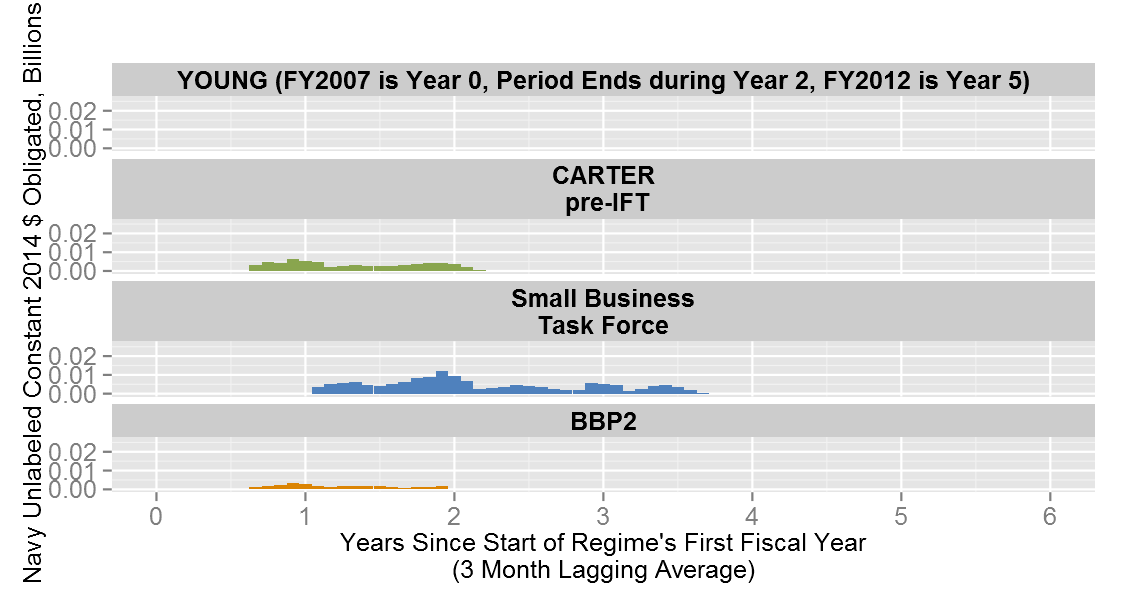 Navy Unlabeled Constant 2014 $ Obligated, Billions
YOUNG (FY2007 is Year 0, Period Ends during Year 2, FY2012 is Year 5)
0.02
0.01
0.00
CARTER
pre-IFT
0.02
0.01
0.00
Small Business
Task Force
0.02
0.01
0.00
BBP2
0.02
0.01
0.00
0 1 2 3 4 5 6
Years Since Start of Regime's First Fiscal Year
(3 Month Lagging Average)